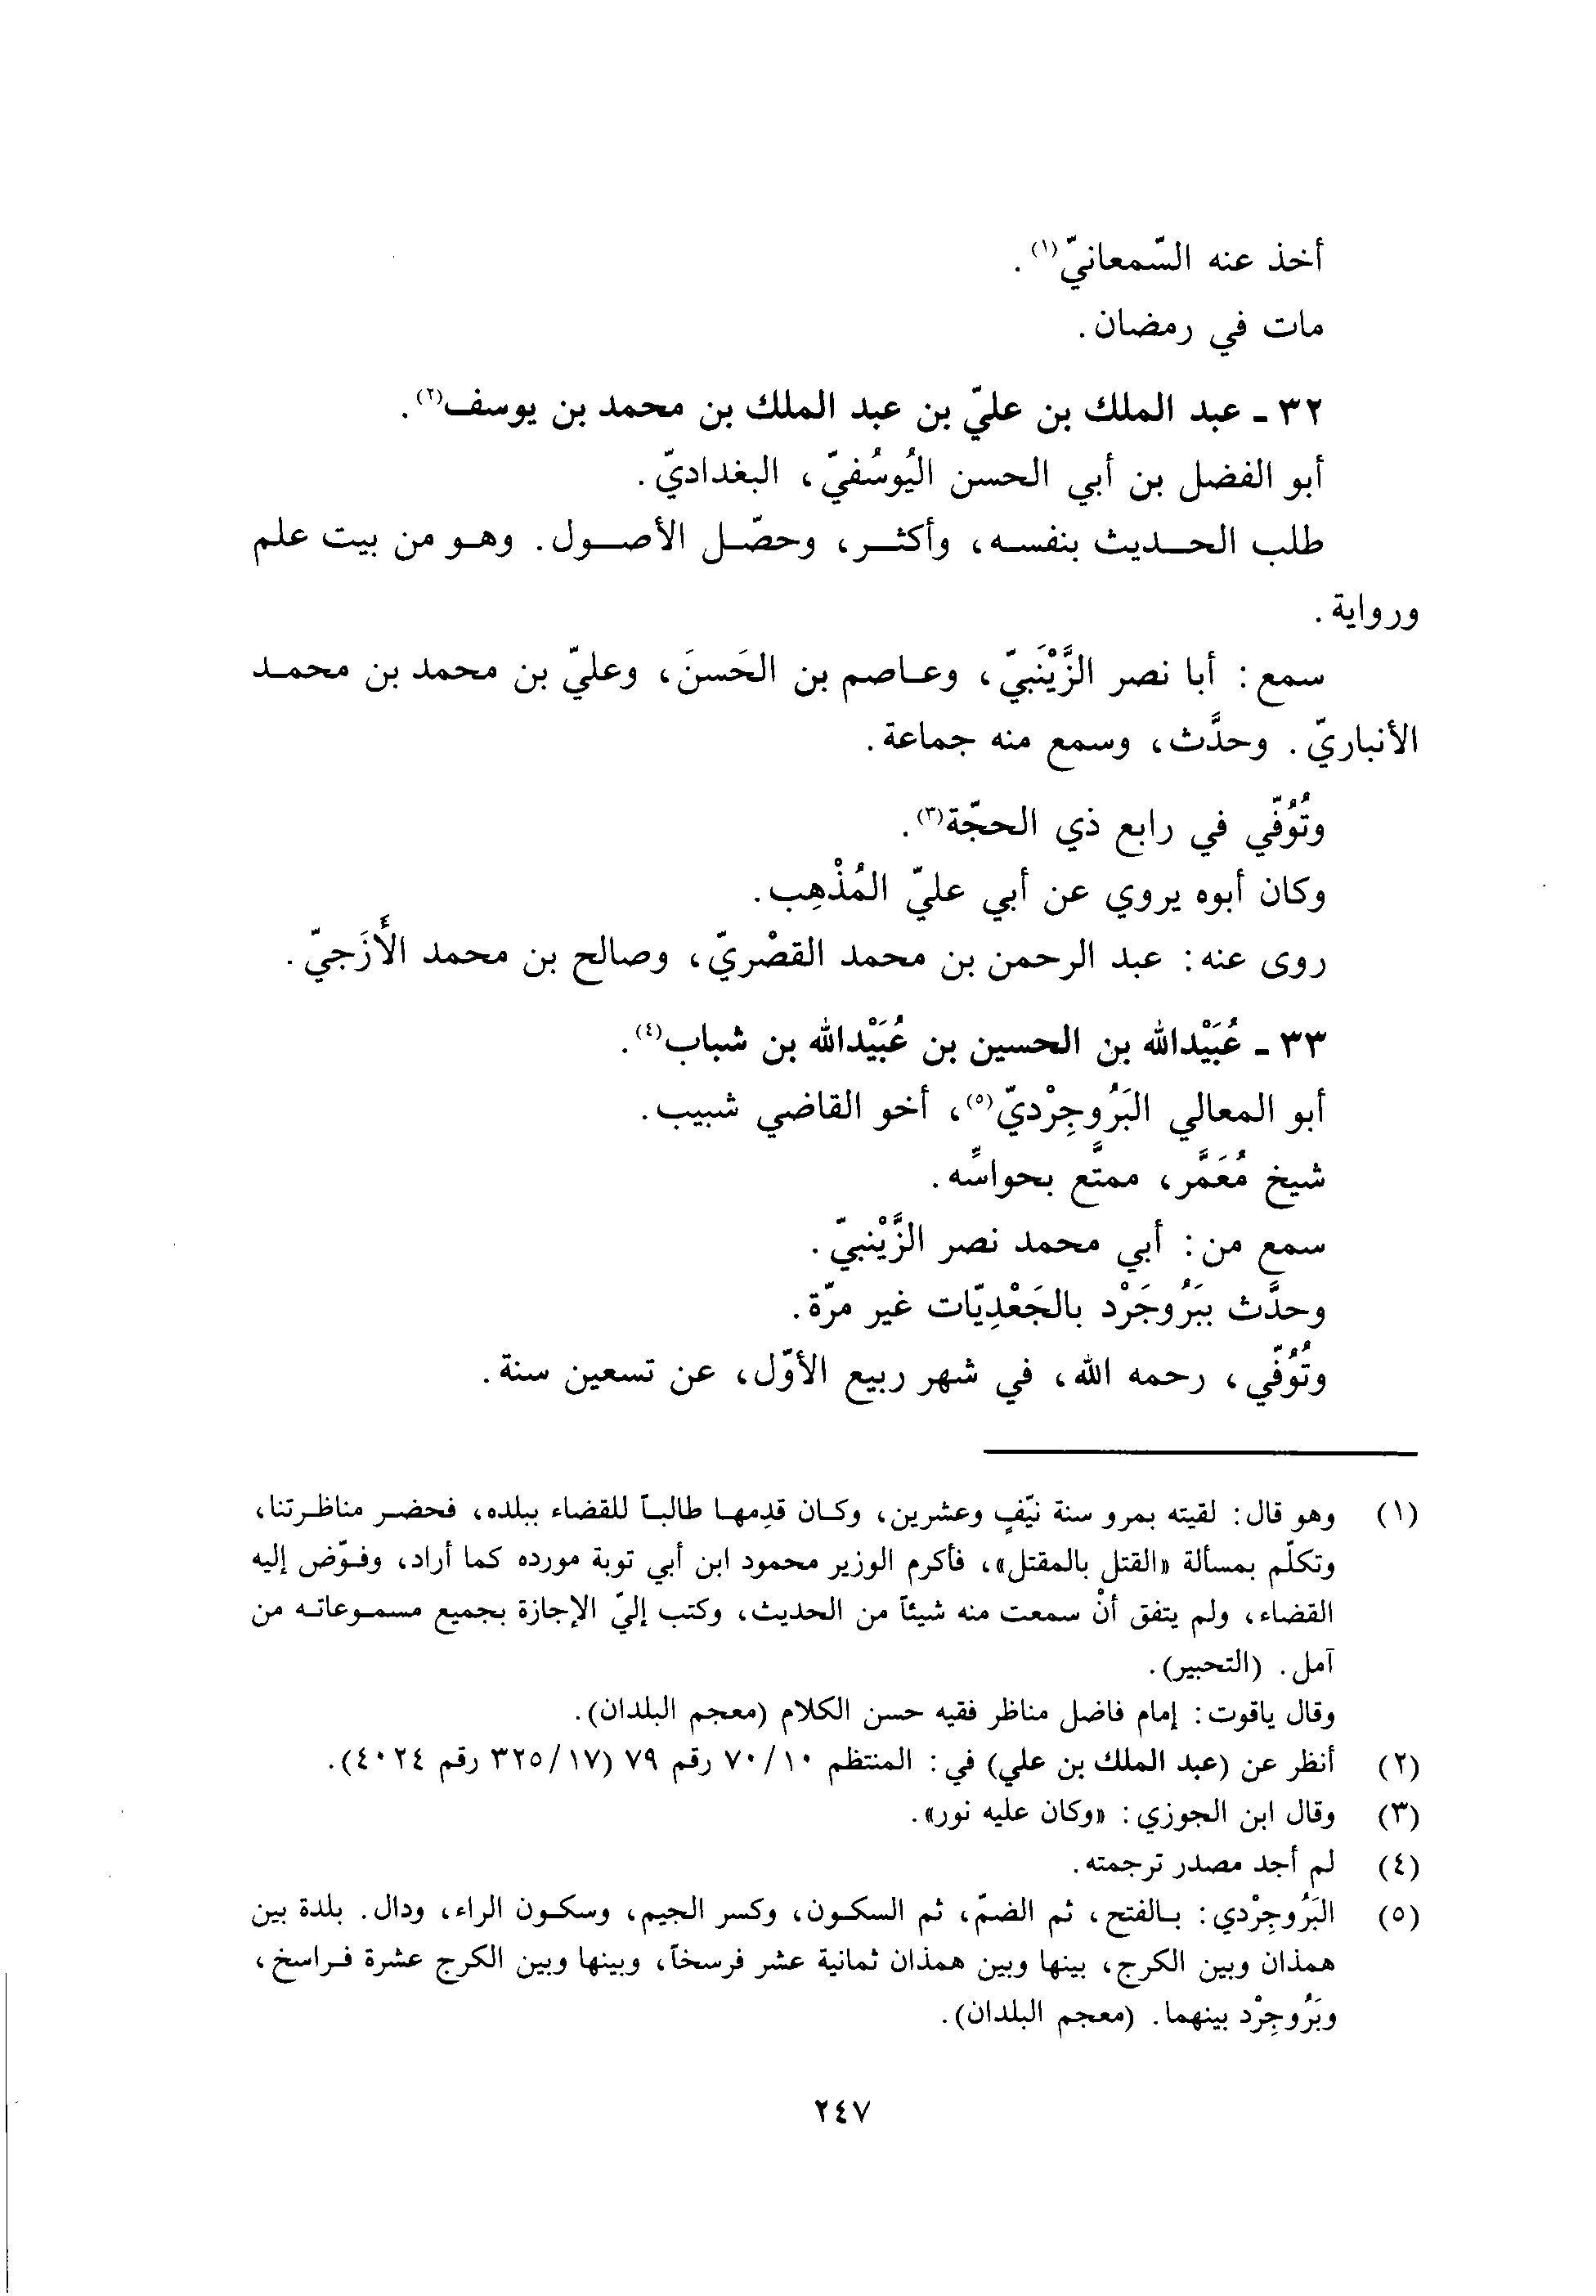 أخذ عنه السّمعانيّ(١).
مات في رمضان.
٣٢ - عبد الملك بن عليّ بن عبد الملك بن محمد بن يوسف(٢).
أبو الفضل بن أبي الحسن اليُوسُفيّ، البغداديّ.
طلب الحديث بنفسه، وأكثر، وحصّل الأصول. وهو من بيت علم
ورواية.
سمع: أبا نصر الزَّيْنَبيّ، وعاصم بن الحَسنَ، وعليّ بن محمد بن محمد
الأنباريّ. وحدَّث، وسمع منه جماعة.
وتُوُفّي في رابع ذي الحجّة(٣).
وكان أبوه يروي عن أبي عليّ المُذْهِب.
روى عنه: عبد الرحمن بن محمد القصْريّ، وصالح بن محمد الأَزَجيّ.
٣٣ - عُبَيْدالله بن الحسين بن عُبَيْدالله بن شباب(٤).
أبو المعالي البَرُوجِرْديّ(٥)، أخو القاضي شبيب.
شيخ مُعَمَّر، ممتَّع بحواسِّه.
سمع من: أبي محمد نصر الزَّيْنبيّ.
وحدَّث ببَرُوجَرْد بالجَعْدِيّات غير مرّة.
وتُوُفّي، رحمه الله، في شهر ربيع الأوّل، عن تسعين سنة.
(١) وهو قال: لقيته بمرو سنة نيّفٍ وعشرين، وكان قدِمها طالباً للقضاء ببلده، فحضر مناظرتنا،
وتكلّم بمسألة «القتل بالمقتل»، فأكرم الوزير محمود ابن أبي توبة مورده كما أراد، وفوّض إليه
القضاء، ولم يتفق أنْ سمعت منه شيئاً من الحديث، وكتب إليّ الإجازة بجميع مسموعاته من
آمل. (التحبير).
وقال ياقوت: إمام فاضل مناظر فقيه حسن الكلام (معجم البلدان).
(٢) أنظر عن (عبد الملك بن علي) في: المنتظم ١٠/ ٧٠ رقم ٧٩ (١٧/ ٣٢٥ رقم ٤٠٢٤).
(٣) وقال ابن الجوزي: «وكان عليه نور».
(٤) لم أجد مصدر ترجمته.
(٥) البَرُوجِرْدي: بالفتح، ثم الضمّ، ثم السكون، وكسر الجيم، وسكون الراء، ودال. بلدة بين
همذان وبين الكرج، بينها وبين همذان ثمانية عشر فرسخاً، وبينها وبين الكرج عشرة فراسخ،
وبَرُوجِرْد بينهما. (معجم البلدان).
٢٤٧